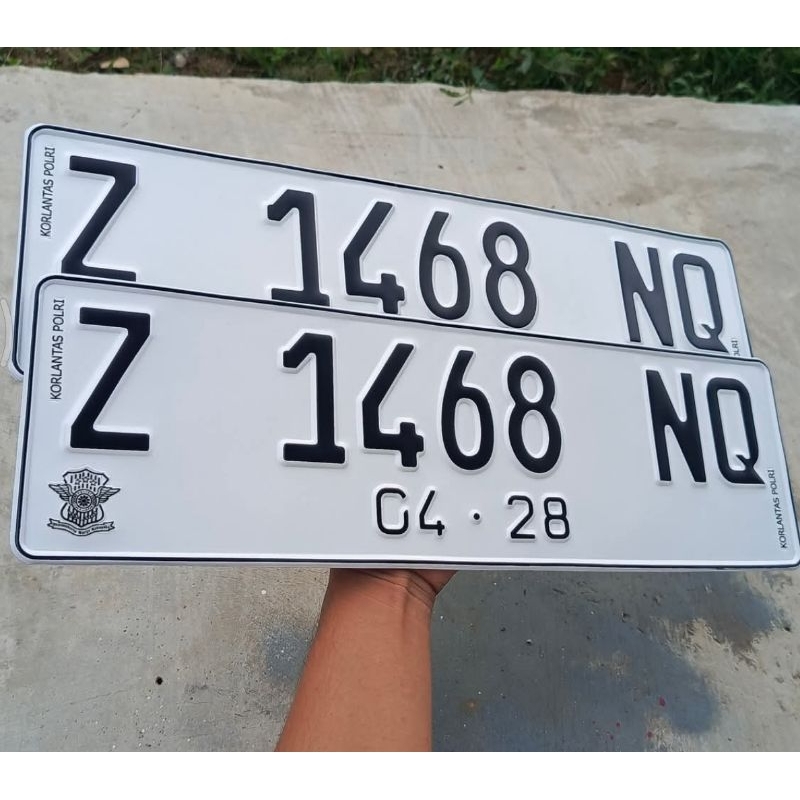 KORLANTAS POLRI
Z 1468 NQ
KORLANTAS POLRI
Z 1468 NQ
04 · 28
KORLANTAS POLRI